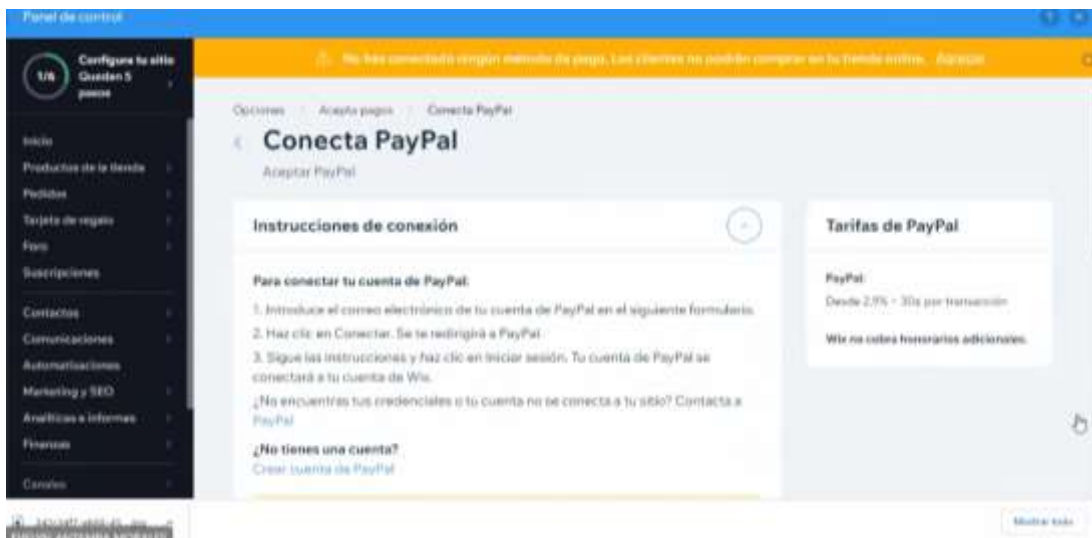 Panel de control
1/6
Configura tu sitio
Quedan 5
pasos
No has conectado ningún método de pago. Los clientes no podrán comprar en tu tienda online. Agregar
Opciones
Acepta pagos
Conecta PayPal
Conecta PayPal
Aceptar PayPal
Inicio
Productos de la tienda
Pedidos
Tarjeta de regalo
Foro
Suscripciones
Contactos
Comunicaciones
Automatizaciones
Marketing y SEO
Analíticas e informes
Finanzas
Canales
Instrucciones de conexión
Para conectar tu cuenta de PayPal:
1. Introduce el correo electrónico de tu cuenta de PayPal en el siguiente formulario.
2. Haz clic en Conectar. Se te redirigirá a PayPal
3. Sigue las instrucciones y haz clic en Iniciar sesión. Tu cuenta de PayPal se
conectará a tu cuenta de Wix.
¿No encuentras tus credenciales o tu cuenta no se conecta a tu sitio? Contacta a
PayPal
¿No tienes una cuenta?
Crear cuenta de PayPal
Tarifas de PayPal
PayPal:
Desde 2.9% + 30¢ por transacción
Wix no cobra honorarios adicionales.
Mostrar todo